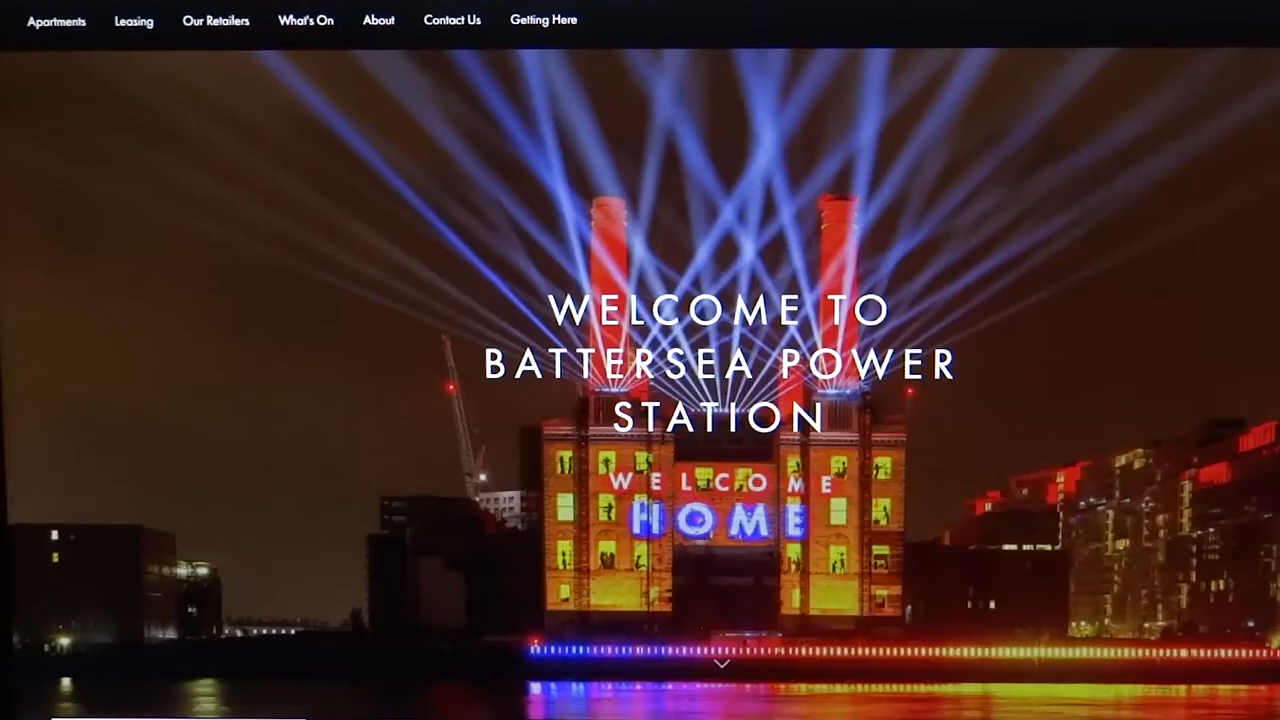 Apartments Leasing Our Retailers What's On About Contact Us Getting Here
WELCOME TO
BATTERSEA POWER
STATION
WELCOME
HOME